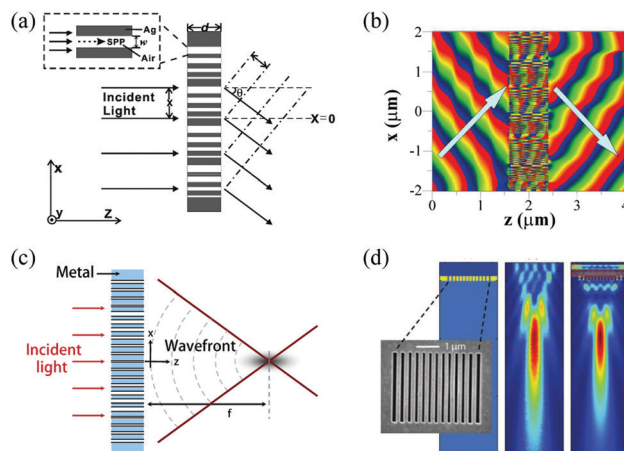 (a)
Ag
SPP
w
Air
d
Incident
Light
x
θ
X=0
x
y
z
(b)
x (μm)
2
1
0
-1
-2
0
1
2
3
4
z (μm)
(c)
Metal
Incident
light
x
z
Wavefront
f
(d)
1 μm